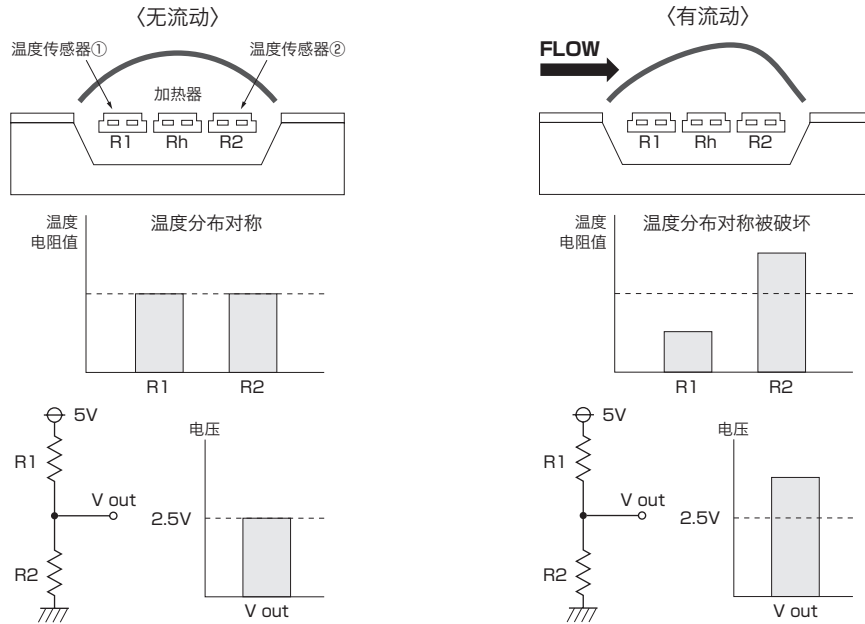 〈无流动〉
温度传感器①
温度传感器②
加热器
R1
Rh
R2
温度
电阻值
温度分布对称
R1
R2
5V
R1
V out
R2
电压
2.5V
V out
〈有流动〉
FLOW
R1
Rh
R2
温度
电阻值
温度分布对称被破坏
R1
R2
5V
R1
V out
R2
电压
2.5V
V out